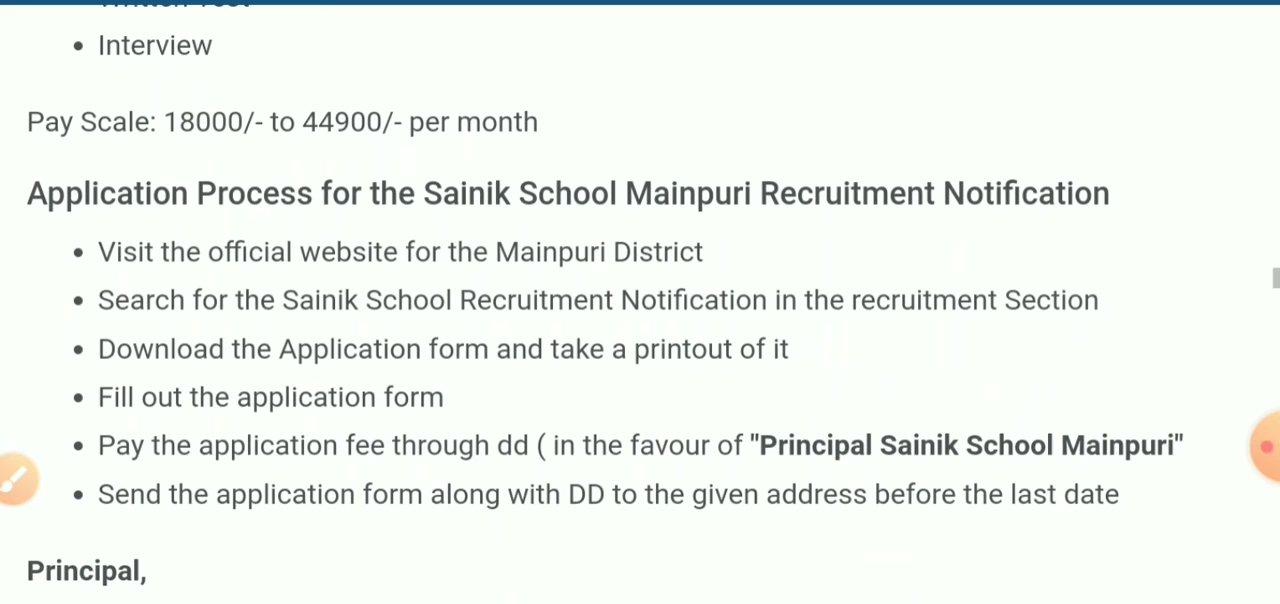 Interview
Pay Scale: 18000/- to 44900/- per month
Application Process for the Sainik School Mainpuri Recruitment Notification
Visit the official website for the Mainpuri District
Search for the Sainik School Recruitment Notification in the recruitment Section
Download the Application form and take a printout of it
Fill out the application form
Pay the application fee through dd ( in the favour of "Principal Sainik School Mainpuri"
Send the application form along with DD to the given address before the last date
Principal,